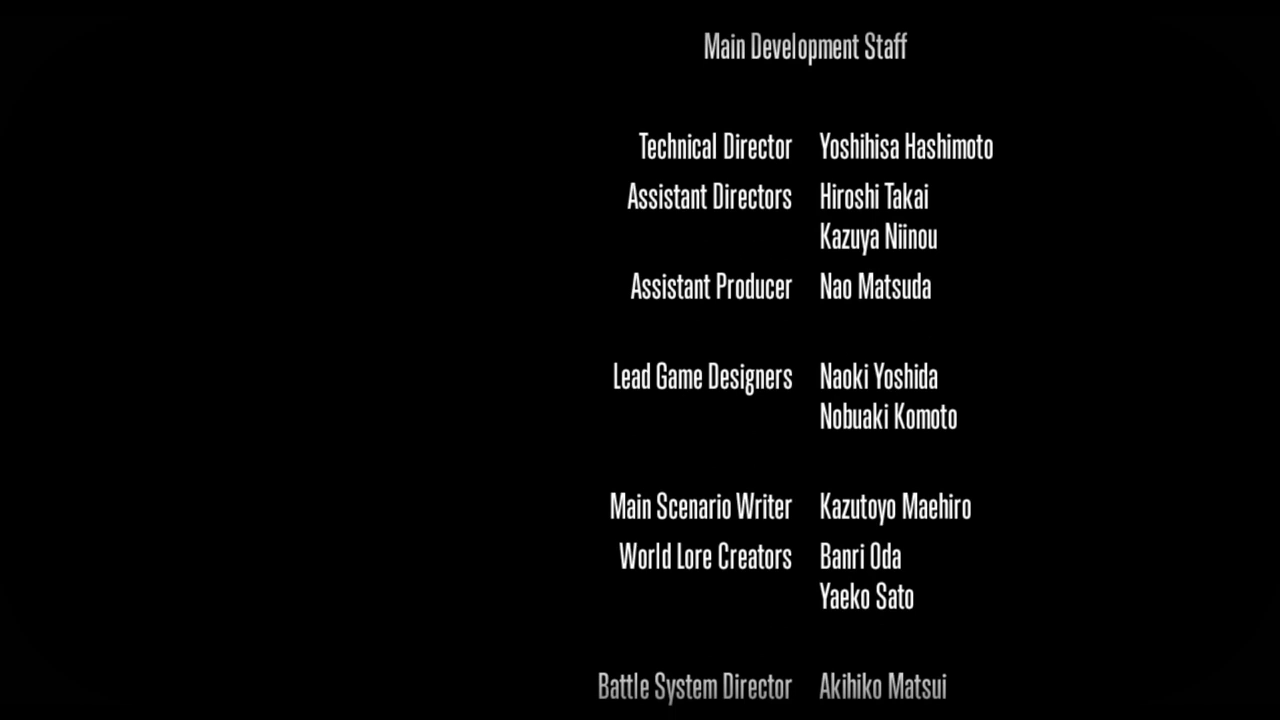 Main Development Staff
Technical Director Yoshihisa Hashimoto
Assistant Directors Hiroshi Takai
Kazuya Niinou
Assistant Producer Nao Matsuda
Lead Game Designers Naoki Yoshida
Nobuaki Komoto
Main Scenario Writer Kazutoyo Maehiro
World Lore Creators Banri Oda
Yaeko Sato
Battle System Director Akihiko Matsui